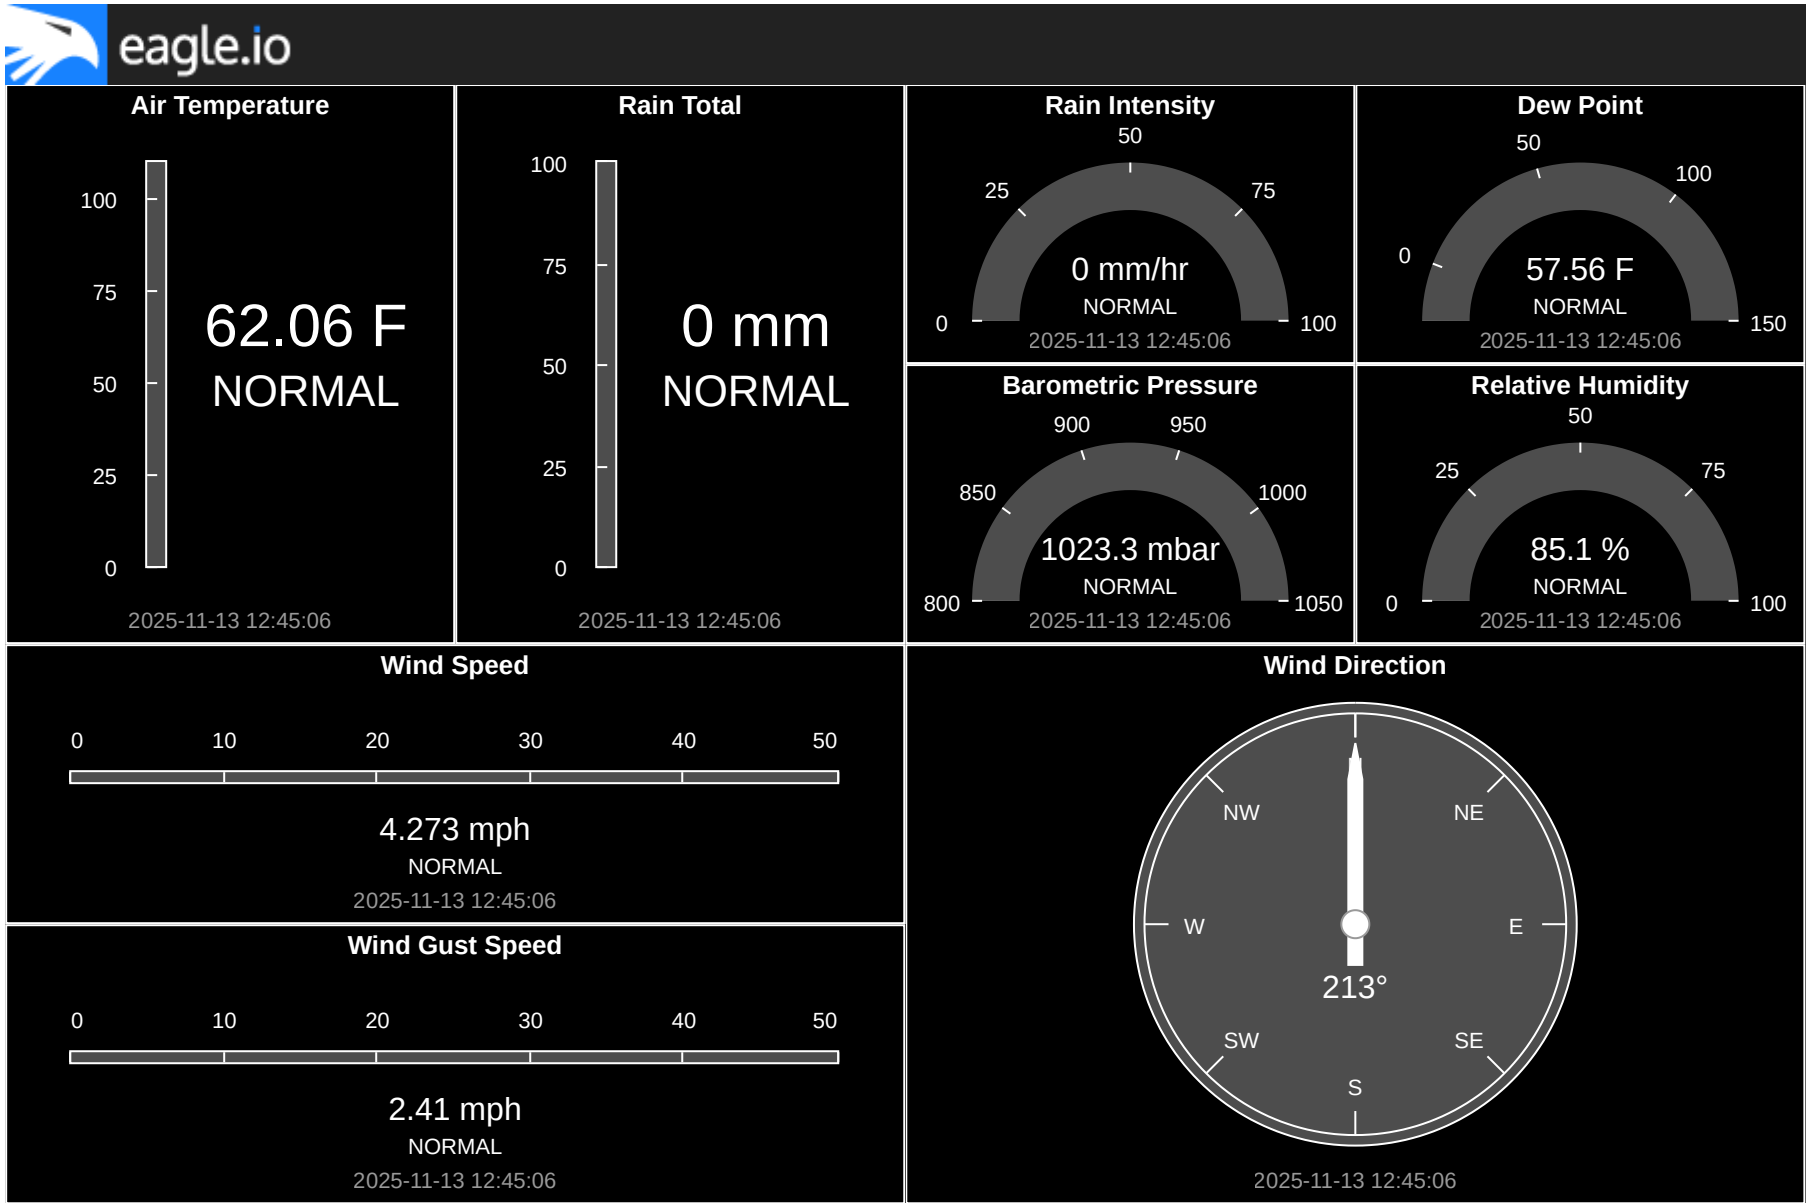 eagle.io
Air Temperature
100
75
50
25
0
62.06 F
NORMAL
2025-11-13 12:45:06
Rain Total
100
75
50
25
0
0 mm
NORMAL
2025-11-13 12:45:06
Rain Intensity
50
25
75
0
100
0 mm/hr
NORMAL
2025-11-13 12:45:06
Dew Point
50
100
0
150
57.56 F
NORMAL
2025-11-13 12:45:06
Barometric Pressure
900
950
850
1000
800
1050
1023.3 mbar
NORMAL
2025-11-13 12:45:06
Relative Humidity
50
25
75
0
100
85.1 %
NORMAL
2025-11-13 12:45:06
Wind Speed
0 10 20 30 40 50
4.273 mph
NORMAL
2025-11-13 12:45:06
Wind Gust Speed
0 10 20 30 40 50
2.41 mph
NORMAL
2025-11-13 12:45:06
Wind Direction
NW NE
W E
213°
SW SE
S
2025-11-13 12:45:06